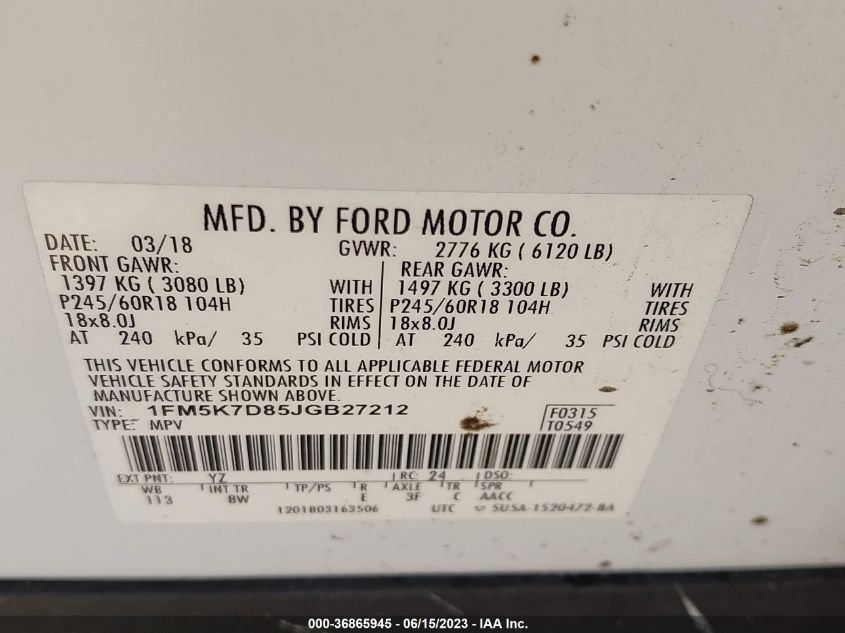 MFD. BY FORD MOTOR CO.
DATE: 03/18 GVWR: 2776 KG ( 6120 LB)
FRONT GAWR: REAR GAWR:
1397 KG ( 3080 LB) WITH 1497 KG ( 3300 LB) WITH
P245/60R18 104H TIRES P245/60R18 104H TIRES
18x8.0J RIMS 18x8.0J RIMS
AT 240 kPa/ 35 PSI COLD AT 240 kPa/ 35 PSI COLD
THIS VEHICLE CONFORMS TO ALL APPLICABLE FEDERAL MOTOR
VEHICLE SAFETY STANDARDS IN EFFECT ON THE DATE OF
MANUFACTURE SHOWN ABOVE.
VIN: 1FM5K7D85JGB27212 F0315
TYPE: MPV T0549
EXT PNT: YZ RC: 24 DSO:
WB INT TR TP/PS R AXLE TR SPR
113 8W E 3F C AACC
1201803163506 UTC SU5A-1520472-BA
000-36865945 - 06/15/2023 - IAA Inc.